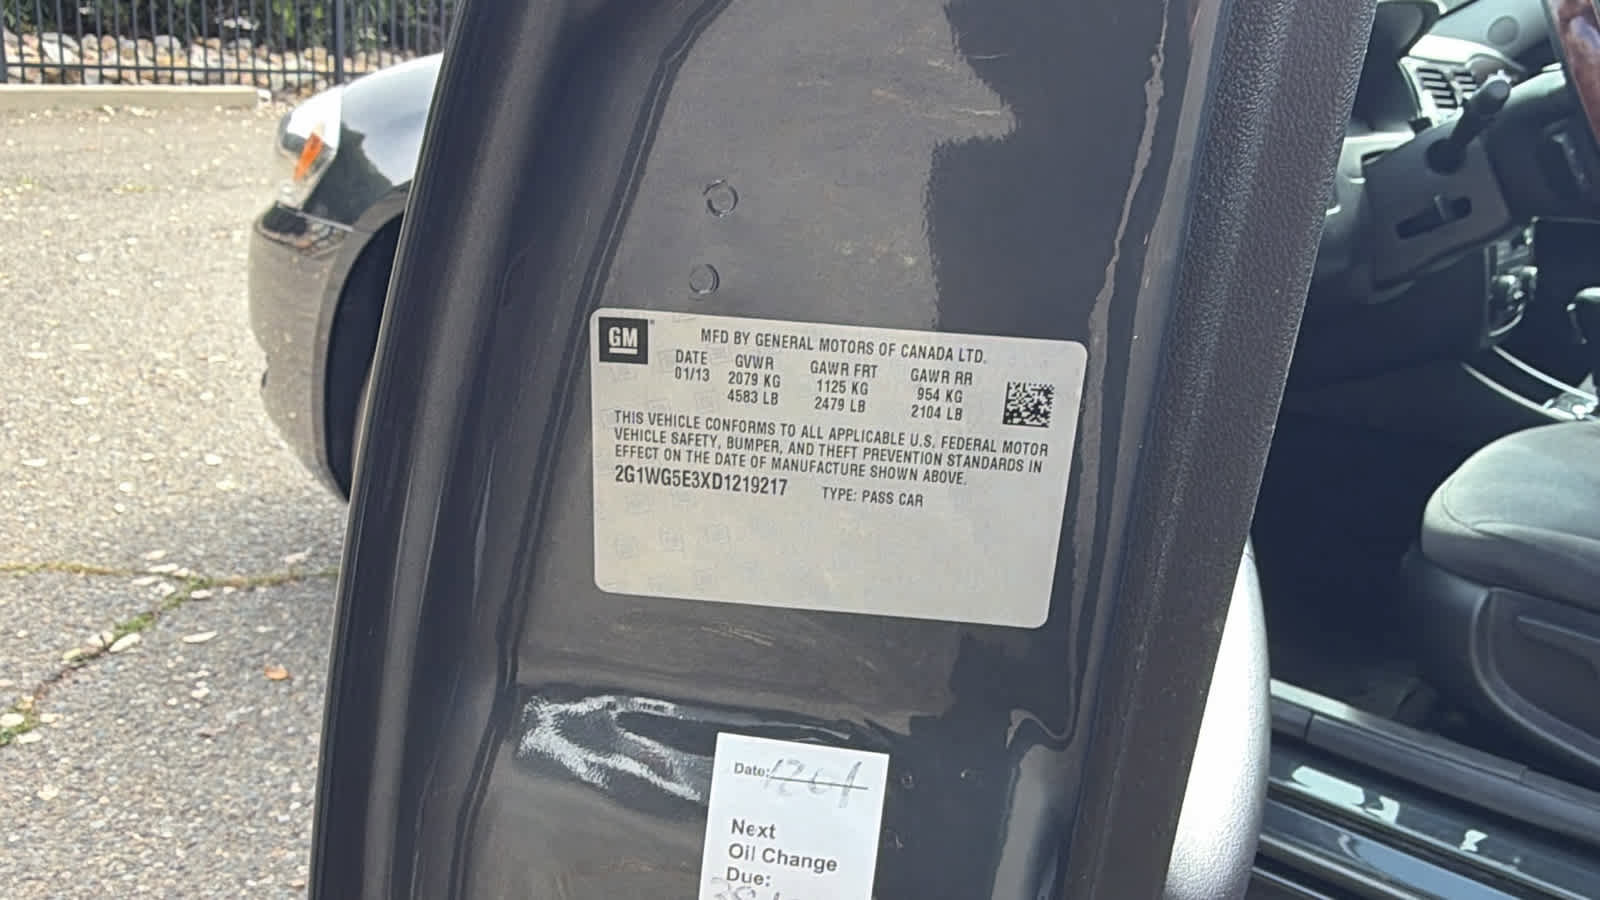 GM
MFD BY GENERAL MOTORS OF CANADA LTD.
DATE GVWR GAWR FRT GAWR RR
01/13 2079 KG 1125 KG 954 KG
4583 LB 2479 LB 2104 LB
THIS VEHICLE CONFORMS TO ALL APPLICABLE U.S. FEDERAL MOTOR
VEHICLE SAFETY, BUMPER, AND THEFT PREVENTION STANDARDS IN
EFFECT ON THE DATE OF MANUFACTURE SHOWN ABOVE.
2G1WG5E3XD1219217 TYPE: PASS CAR
Date:
Next
Oil Change
Due: